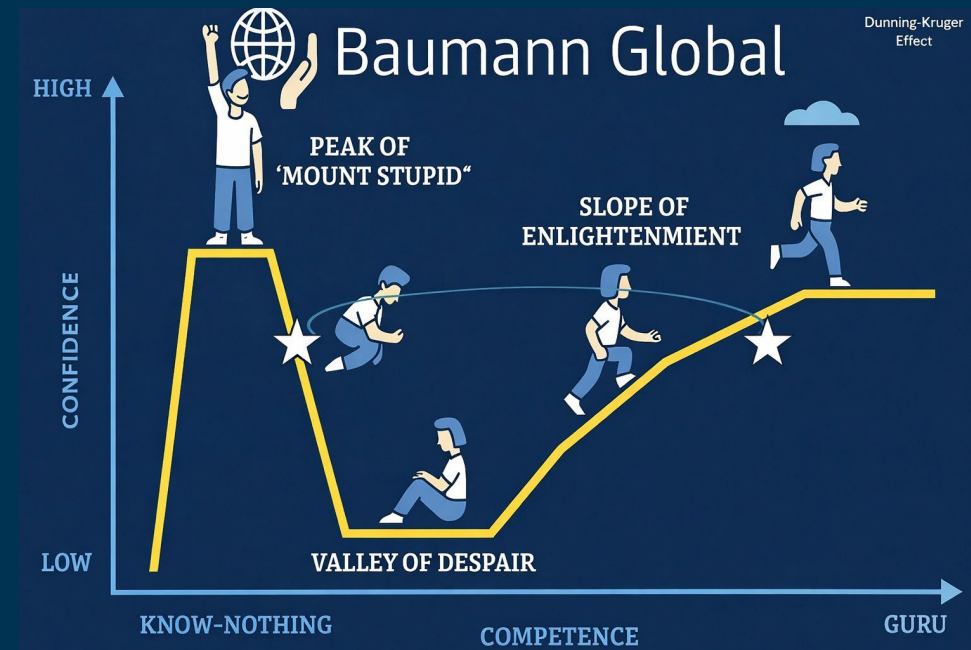 Baumann Global
Dunning-Kruger
Effect
HIGH
PEAK OF
‘MOUNT STUPID“
SLOPE OF
ENLIGHTENMIENT
CONFIDENCE
LOW
VALLEY OF DESPAIR
KNOW-NOTHING
COMPETENCE
GURU